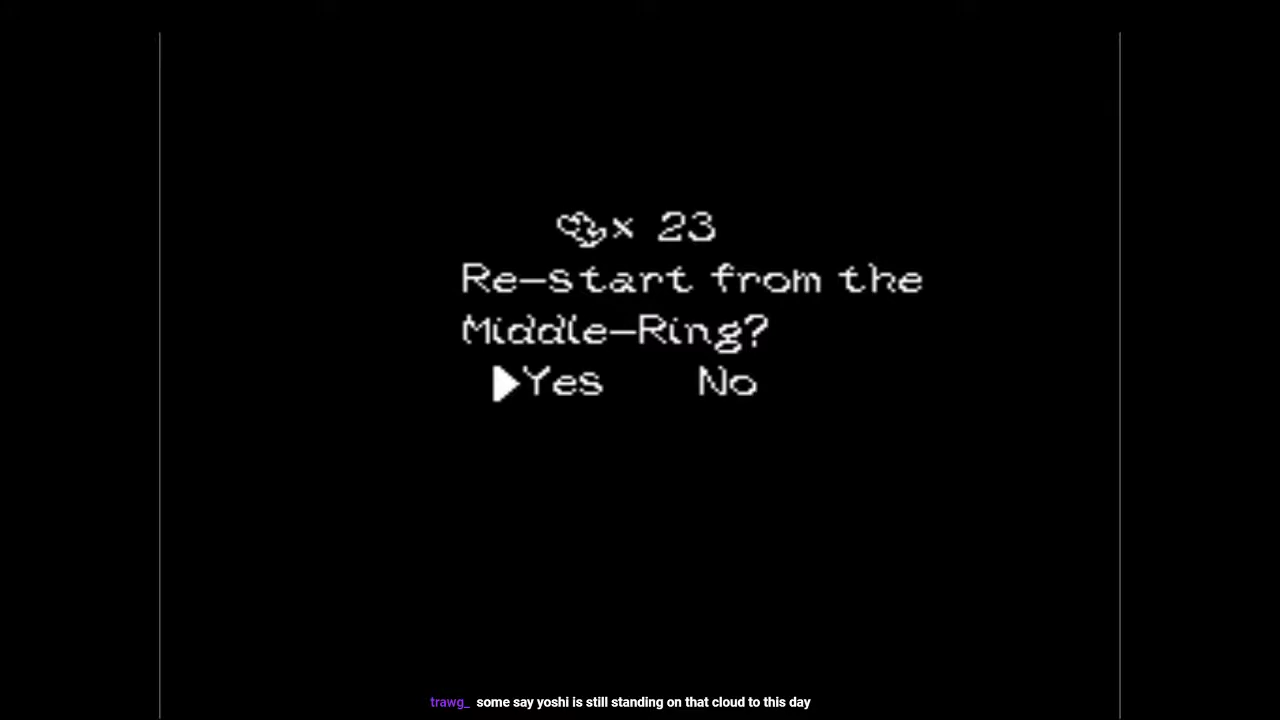 x 23
Re-start from the
Middle-Ring?
Yes No
trawg_ some say yoshi is still standing on that cloud to this day